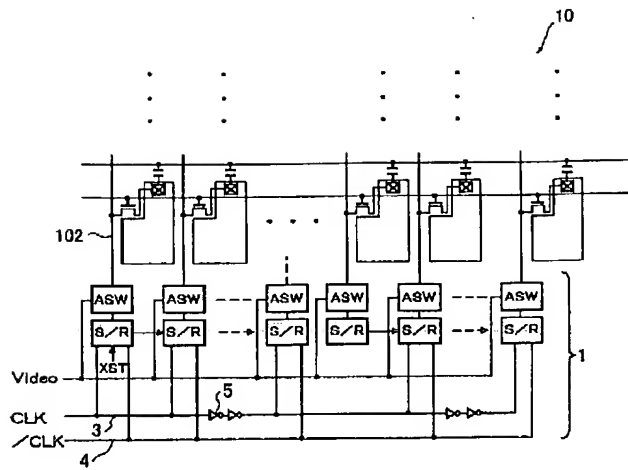 10
102
ASW ASW ASW ASW ASW ASW
S/R S/R S/R S/R S/R S/R
XST
1
Video
5
CLK
3
/CLK
4